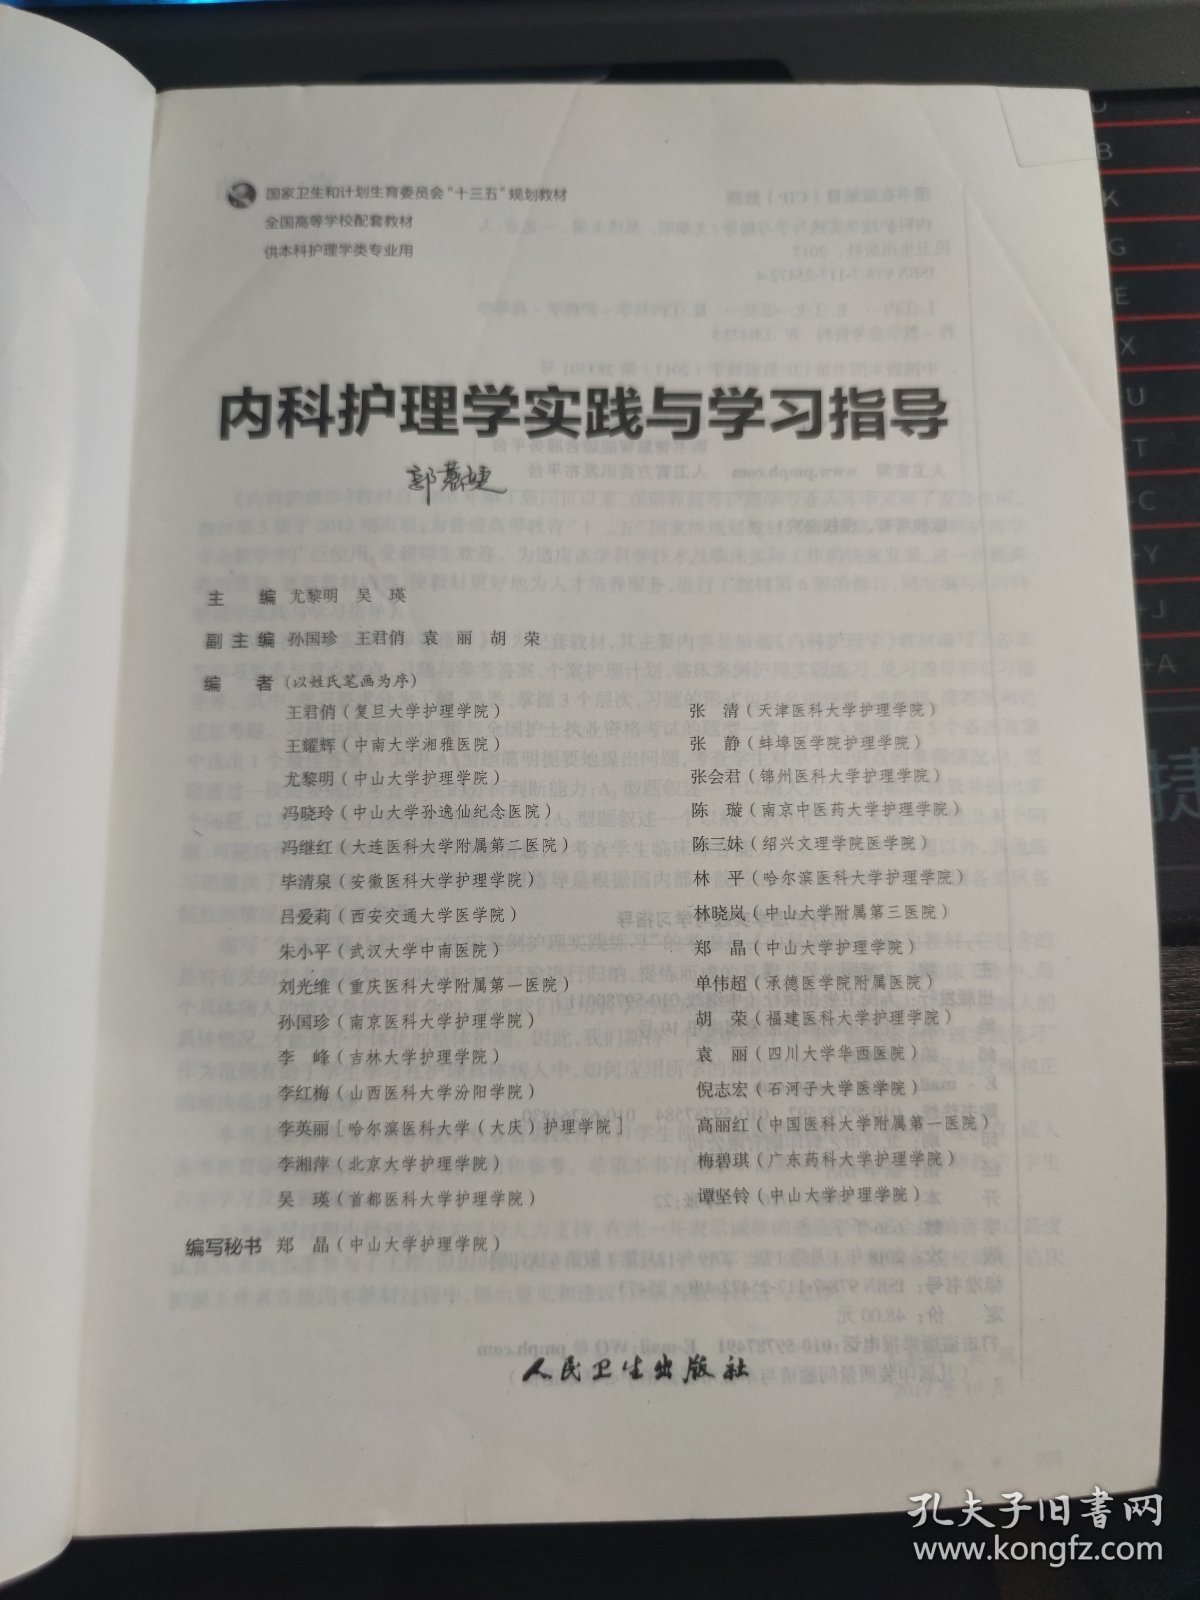 国家卫生和计划生育委员会“十三五”规划教材
全国高等学校配套教材
供本科护理学类专业用
内科护理学实践与学习指导
主　编 尤黎明 吴 瑛
副主编 孙国珍 王君俏 袁 丽 胡 荣
编　者（以姓氏笔画为序）
王君俏（复旦大学护理学院）
王耀辉（中南大学湘雅医院）
尤黎明（中山大学护理学院）
冯晓玲（中山大学孙逸仙纪念医院）
冯继红（大连医科大学附属第二医院）
毕清泉（安徽医科大学护理学院）
吕爱莉（西安交通大学医学院）
朱小平（武汉大学中南医院）
刘光维（重庆医科大学附属第一医院）
孙国珍（南京医科大学护理学院）
李 峰（吉林大学护理学院）
李红梅（山西医科大学汾阳学院）
李英丽［哈尔滨医科大学（大庆）护理学院］
李湘萍（北京大学护理学院）
吴 瑛（首都医科大学护理学院）
张 清（天津医科大学护理学院）
张 静（蚌埠医学院护理学院）
张会君（锦州医科大学护理学院）
陈 璇（南京中医药大学护理学院）
陈三妹（绍兴文理学院医学院）
林 平（哈尔滨医科大学护理学院）
林晓岚（中山大学附属第三医院）
郑 晶（中山大学护理学院）
单伟超（承德医学院附属医院）
胡 荣（福建医科大学护理学院）
袁 丽（四川大学华西医院）
倪志宏（石河子大学医学院）
高丽红（中国医科大学附属第一医院）
梅碧琪（广东药科大学护理学院）
谭坚铃（中山大学护理学院）
编写秘书 郑 晶（中山大学护理学院）
人民卫生出版社
孔夫子旧书网
www.kongfz.com